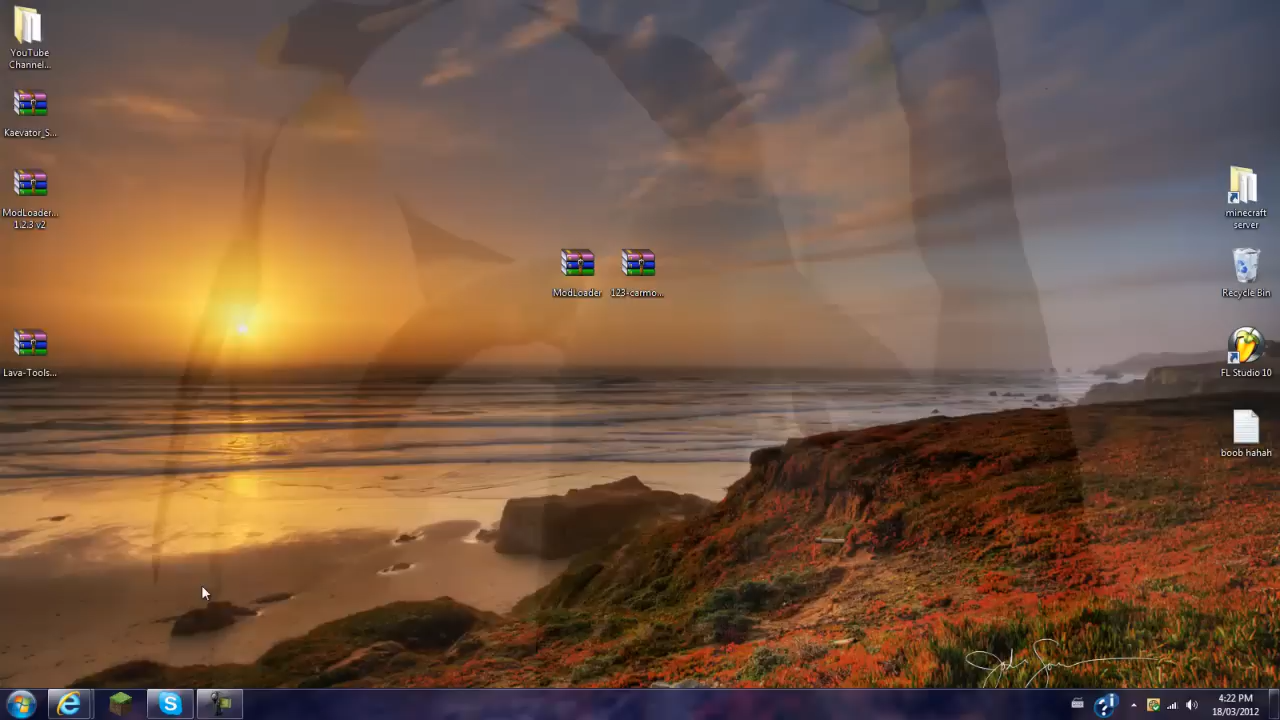 YouTube
Channel...
Kaevator_S...
ModLoader...
1.2.3 v2
Lava-Tools...
ModLoader
123-carmo...
minecraft
server
Recycle Bin
FL Studio 10
boob hahah
4:22 PM
18/03/2012